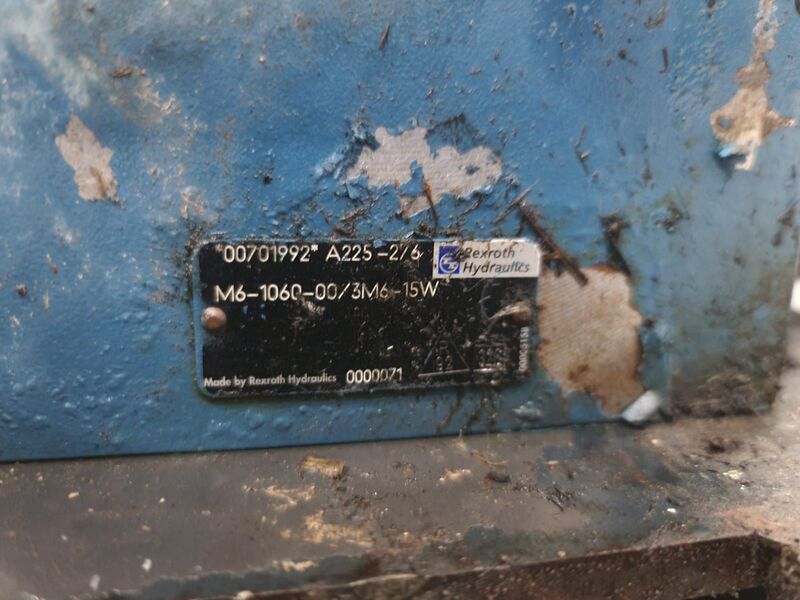 *00701992* A225-2/6
Rexroth
Hydraulics
M6-1060-00/3M6-15W
Made by Rexroth Hydraulics 0000071